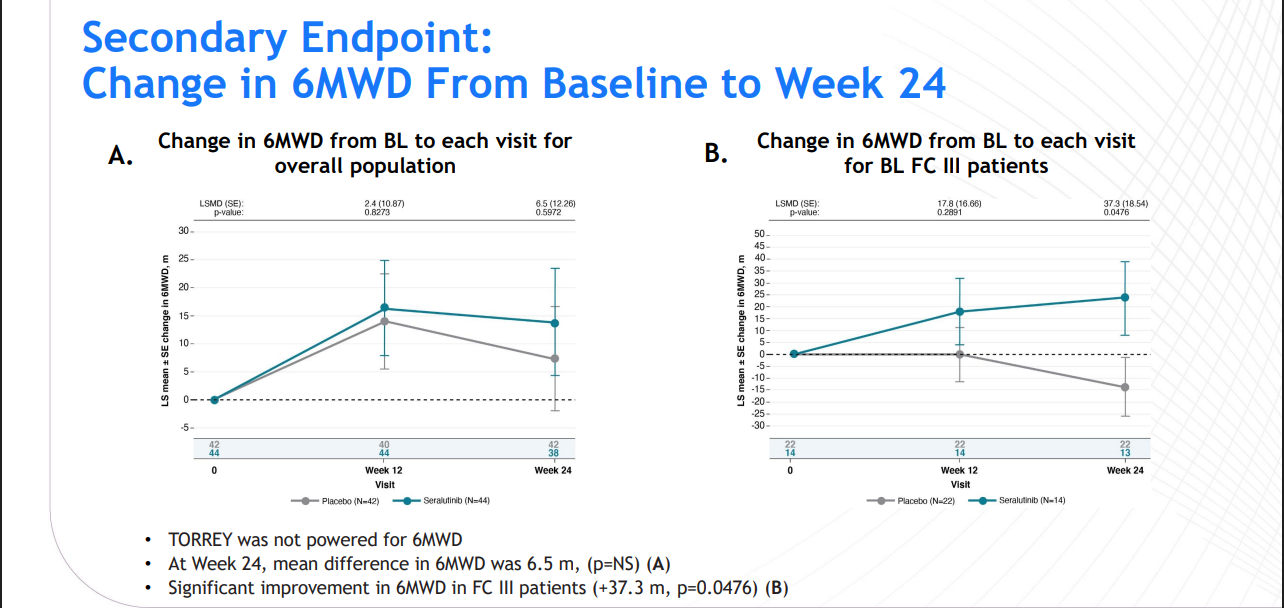 Secondary Endpoint:
Change in 6MWD From Baseline to Week 24
A.
Change in 6MWD from BL to each visit for
overall population
LSMD (SE): 2.4 (10.87) 6.5 (12.26)
p-value: 0.8273 0.5972
LS mean ± SE change in 6MWD, m
30
25
20
15
10
5
0
-5
42 40 42
44 44 38
0 Week 12 Week 24
Visit
Placebo (N=42) Seralutinib (N=44)
B.
Change in 6MWD from BL to each visit
for BL FC III patients
LSMD (SE): 17.8 (16.66) 37.3 (18.54)
p-value: 0.2891 0.0476
LS mean ± SE change in 6MWD, m
50
45
40
35
30
25
20
15
10
5
0
-5
-10
-15
-20
-25
-30
22 22 22
14 14 13
0 Week 12 Week 24
Visit
Placebo (N=22) Seralutinib (N=14)
• TORREY was not powered for 6MWD
• At Week 24, mean difference in 6MWD was 6.5 m, (p=NS) (A)
• Significant improvement in 6MWD in FC III patients (+37.3 m, p=0.0476) (B)